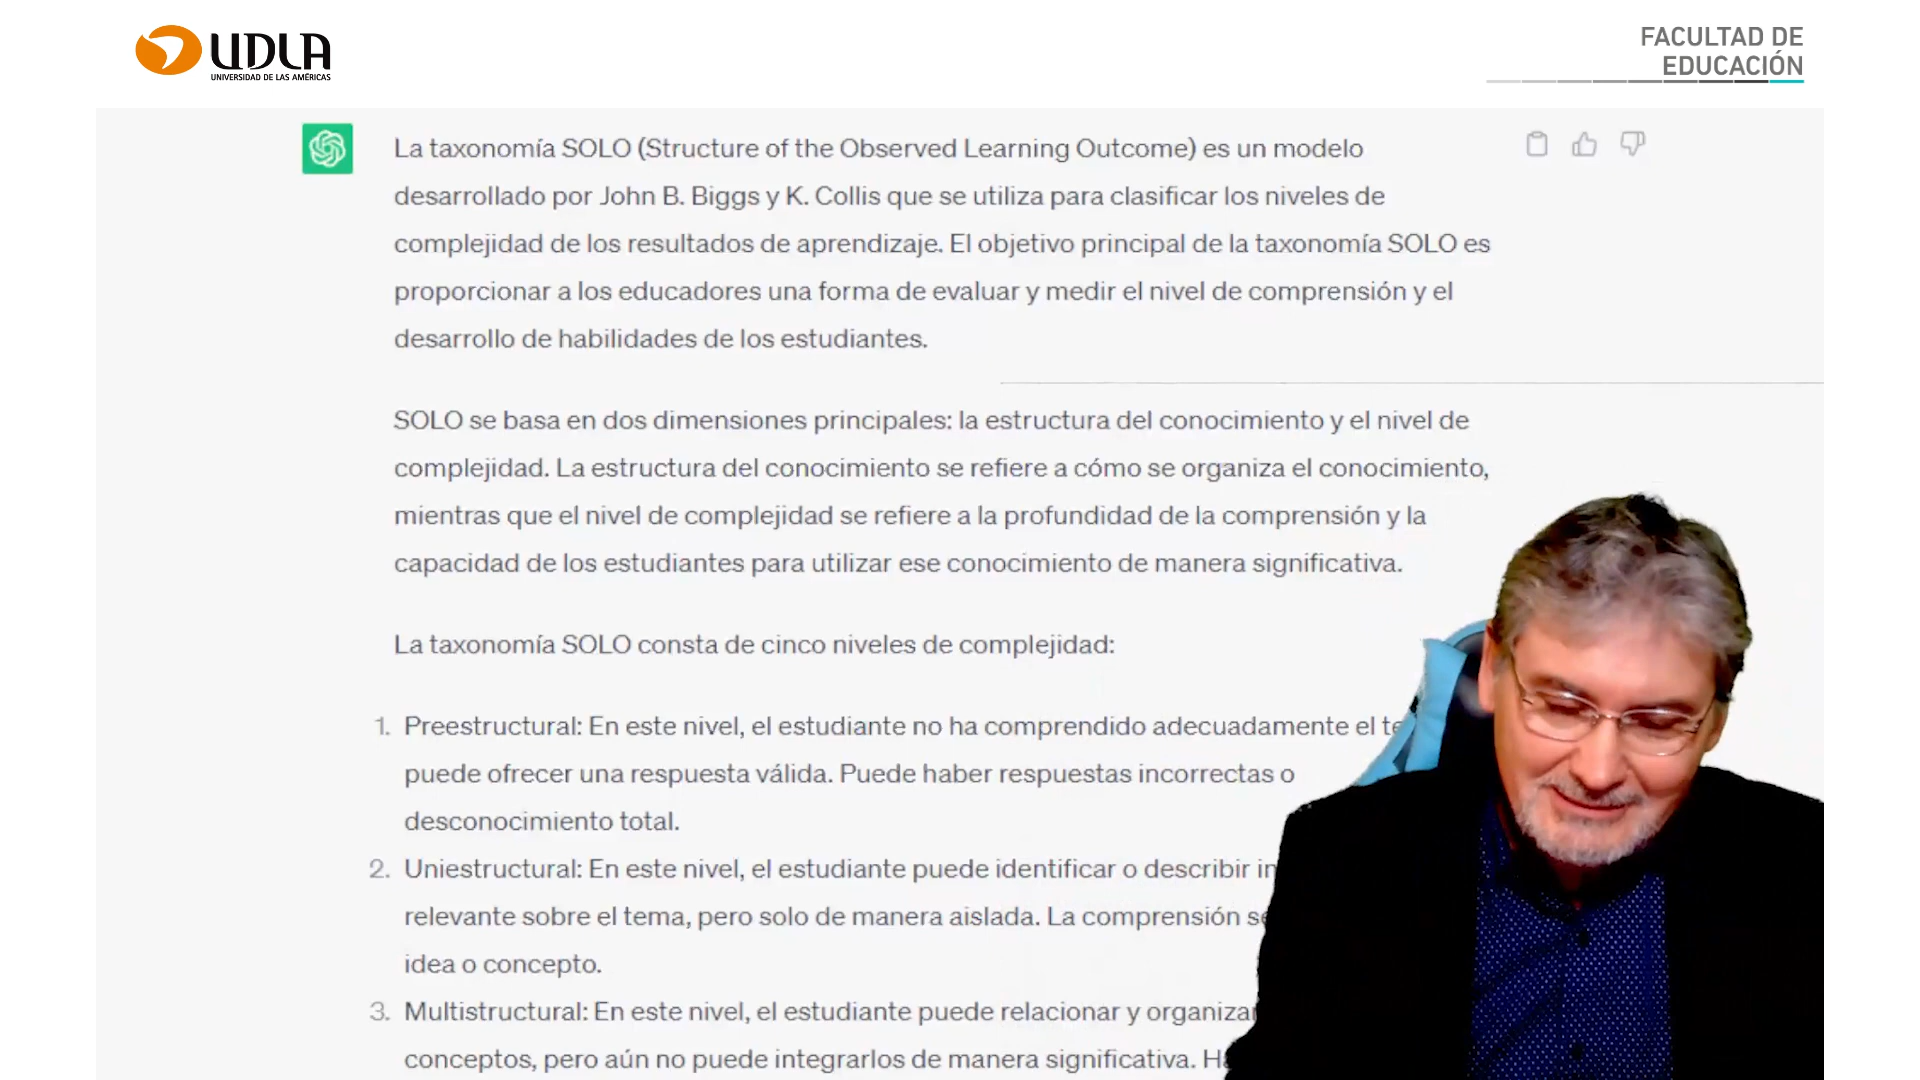 UDLA
UNIVERSIDAD DE LAS AMÉRICAS
FACULTAD DE
EDUCACIÓN
La taxonomía SOLO (Structure of the Observed Learning Outcome) es un modelo
desarrollado por John B. Biggs y K. Collis que se utiliza para clasificar los niveles de
complejidad de los resultados de aprendizaje. El objetivo principal de la taxonomía SOLO es
proporcionar a los educadores una forma de evaluar y medir el nivel de comprensión y el
desarrollo de habilidades de los estudiantes.
SOLO se basa en dos dimensiones principales: la estructura del conocimiento y el nivel de
complejidad. La estructura del conocimiento se refiere a cómo se organiza el conocimiento,
mientras que el nivel de complejidad se refiere a la profundidad de la comprensión y la
capacidad de los estudiantes para utilizar ese conocimiento de manera significativa.
La taxonomía SOLO consta de cinco niveles de complejidad:
1. Preestructural: En este nivel, el estudiante no ha comprendido adecuadamente el
puede ofrecer una respuesta válida. Puede haber respuestas incorrectas o
desconocimiento total.
2. Uniestructural: En este nivel, el estudiante puede identificar o describir
relevante sobre el tema, pero solo de manera aislada. La comprensión
idea o concepto.
3. Multistructural: En este nivel, el estudiante puede relacionar y organizar
conceptos, pero aún no puede integrarlos de manera significativa.